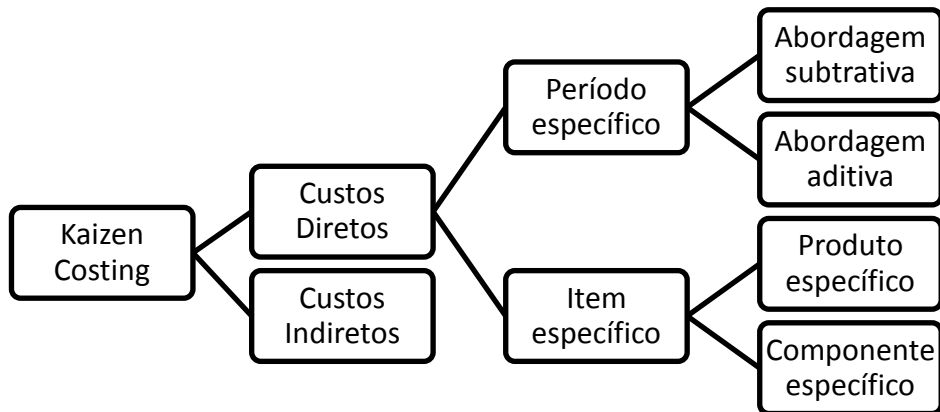 Kaizen
Costing
Custos
Diretos
Custos
Indiretos
Período
específico
Item
específico
Abordagem
subtrativa
Abordagem
aditiva
Produto
específico
Componente
específico